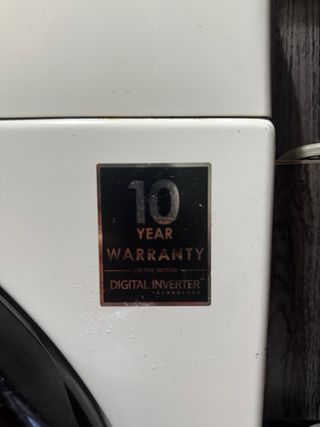 10
YEAR
WARRANTY
ON THE MOTOR
DIGITAL INVERTER
TECHNOLOGY